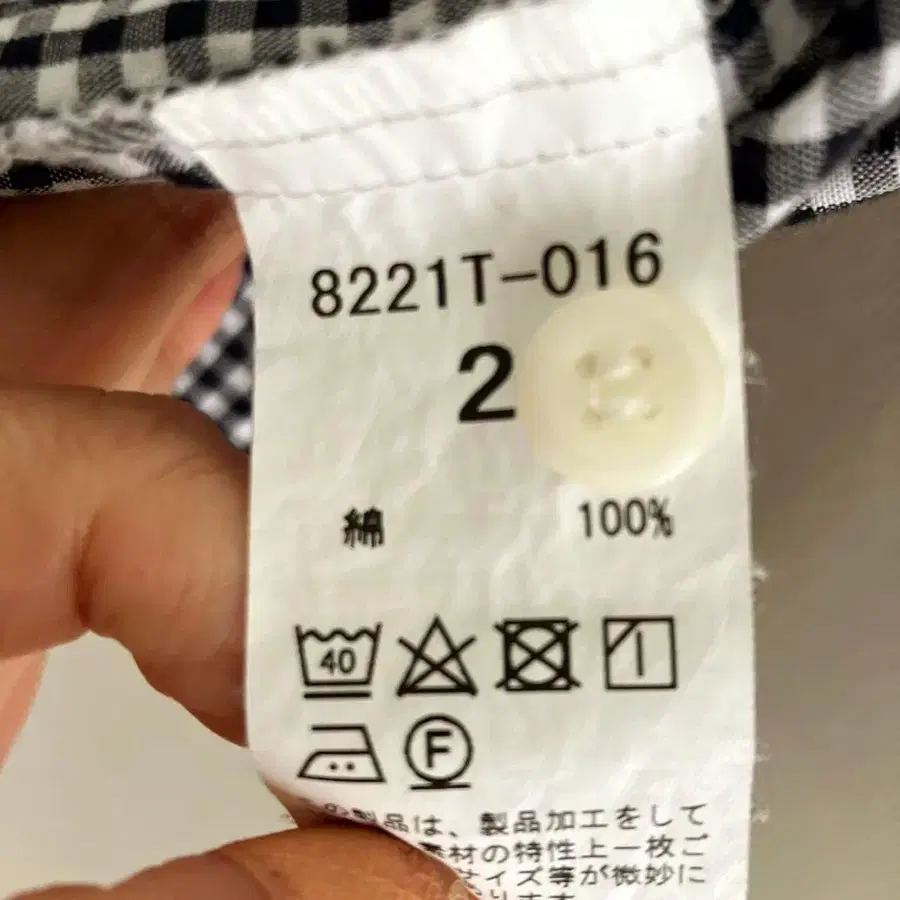 8221T-016
2
綿 100%
40
F
の製品は、製品加工をして
素材の特性上一枚ご
サイズ等が微妙に